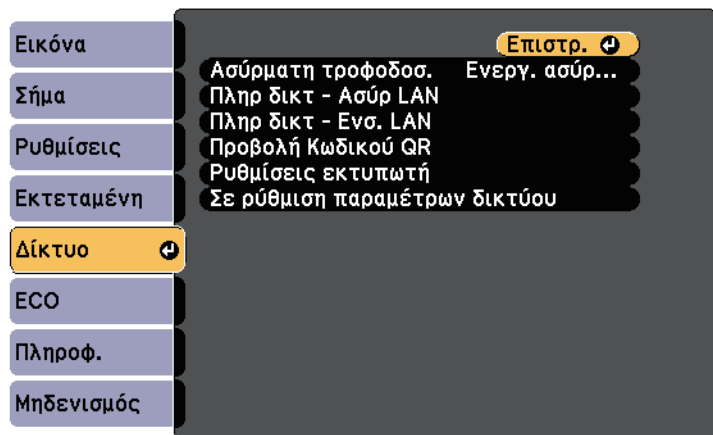 Εικόνα
Σήμα
Ρυθμίσεις
Εκτεταμένη
Δίκτυο
ECO
Πληροφ.
Μηδενισμός
Επιστρ.
Ασύρματη τροφοδοσ. Ενεργ. ασύρ...
Πληρ δικτ - Ασύρ LAN
Πληρ δικτ - Ενσ. LAN
Προβολή Κωδικού QR
Ρυθμίσεις εκτυπωτή
Σε ρύθμιση παραμέτρων δικτύου